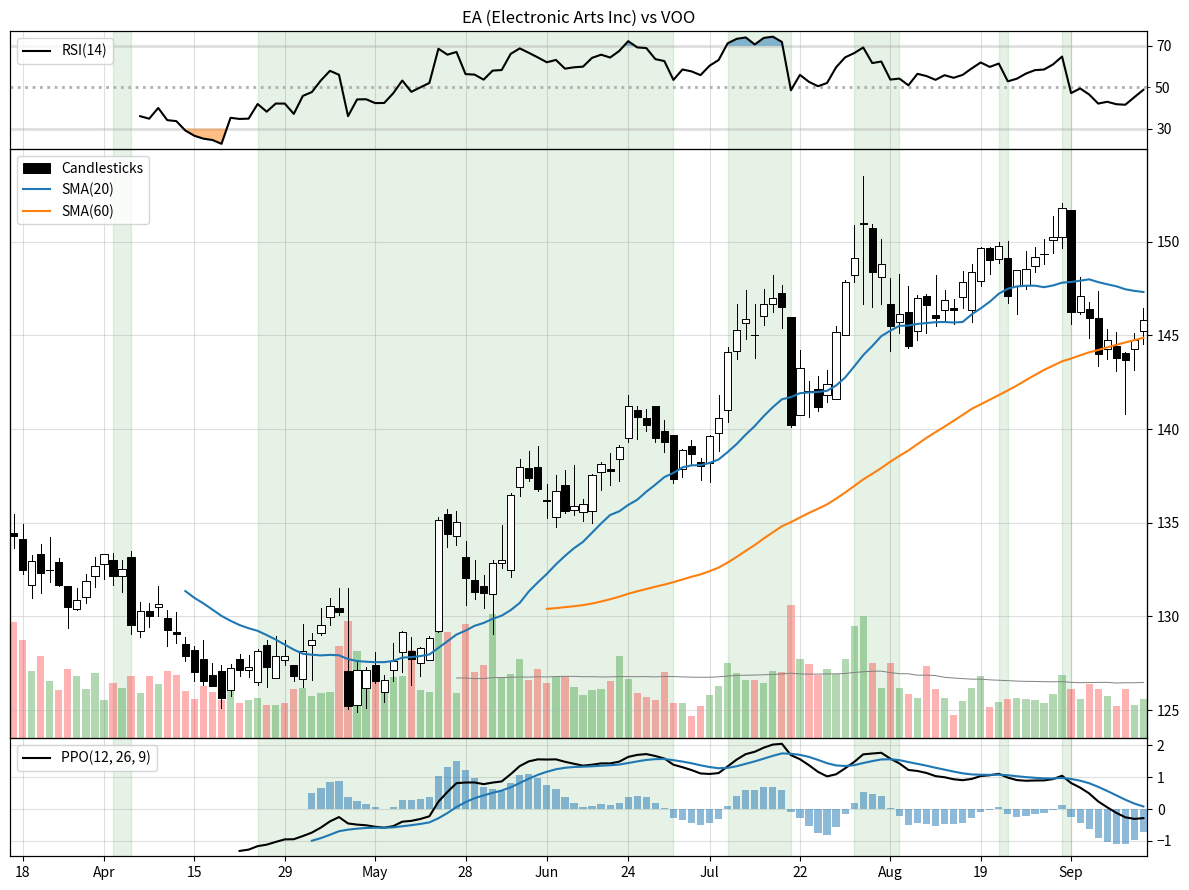 EA (Electronic Arts Inc) vs VOO
RSI(14)
70
50
30
Candlesticks
SMA(20)
SMA(60)
150
145
140
135
130
125
PPO(12, 26, 9)
2
1
0
−1
18 Apr 15 29 May 28 Jun 24 Jul 22 Aug 19 Sep